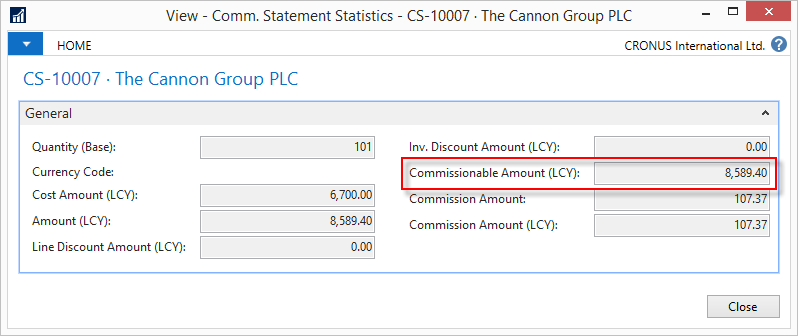 View - Comm. Statement Statistics - CS-10007 · The Cannon Group PLC
HOME
CRONUS International Ltd.
?
CS-10007 · The Cannon Group PLC
General
Quantity (Base): 101
Currency Code:
Cost Amount (LCY): 6,700.00
Amount (LCY): 8,589.40
Line Discount Amount (LCY): 0.00
Inv. Discount Amount (LCY): 0.00
Commissionable Amount (LCY): 8,589.40
Commission Amount: 107.37
Commission Amount (LCY): 107.37
Close